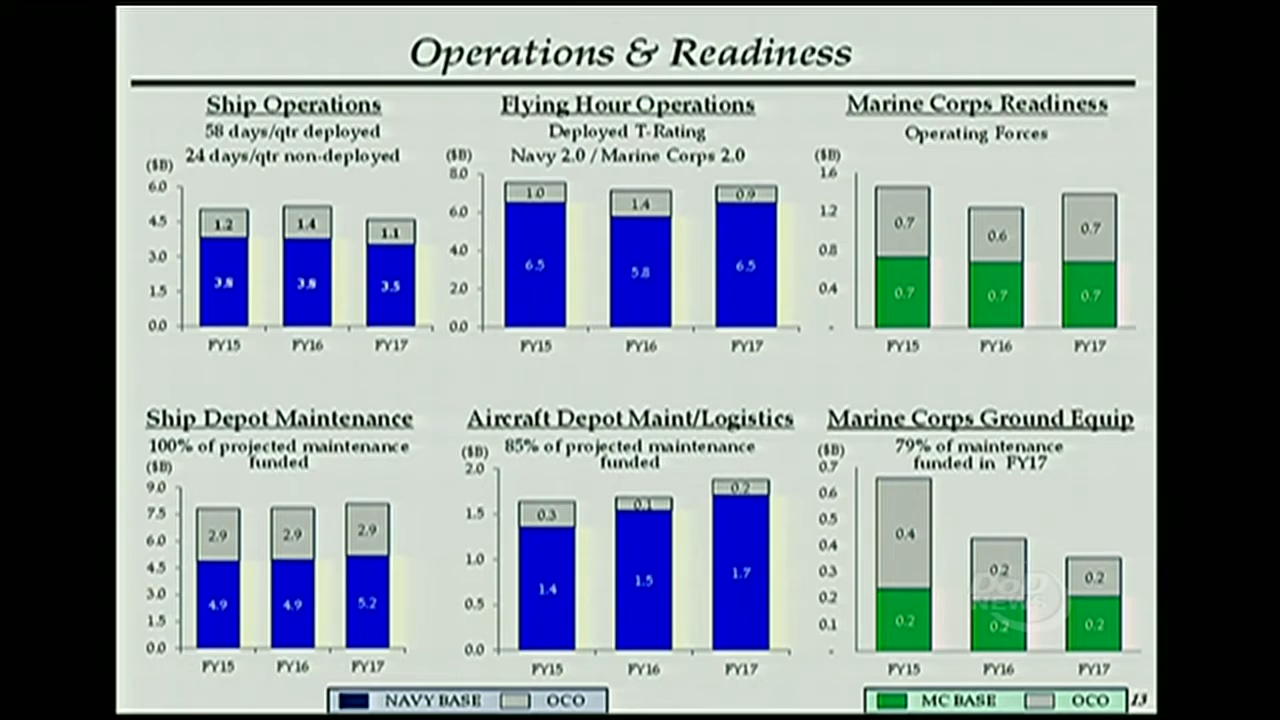 Operations & Readiness
Ship Operations
58 days/qtr deployed
24 days/qtr non-deployed
($B)
6.0
4.5
3.0
1.5
0.0
1.2
3.8
1.4
3.8
1.1
3.5
FY15
FY16
FY17
Flying Hour Operations
Deployed T-Rating
Navy 2.0 / Marine Corps 2.0
($B)
8.0
6.0
4.0
2.0
0.0
1.0
6.5
1.4
5.8
0.9
6.5
FY15
FY16
FY17
Marine Corps Readiness
Operating Forces
($B)
1.6
1.2
0.8
0.4
-
0.7
0.7
0.6
0.7
0.7
0.7
FY15
FY16
FY17
Ship Depot Maintenance
100% of projected maintenance
funded
($B)
9.0
7.5
6.0
4.5
3.0
1.5
0.0
2.9
4.9
2.9
4.9
2.9
5.2
FY15
FY16
FY17
Aircraft Depot Maint/Logistics
85% of projected maintenance
funded
($B)
2.0
1.5
1.0
0.5
0.0
0.3
1.4
0.1
1.5
0.2
1.7
FY15
FY16
FY17
Marine Corps Ground Equip
79% of maintenance
funded in FY17
($B)
0.7
0.6
0.5
0.4
0.3
0.2
0.1
-
0.4
0.2
0.2
0.2
0.2
0.2
FY15
FY16
FY17
DoD
NEWS
NAVY BASE OCO
MC BASE OCO
13